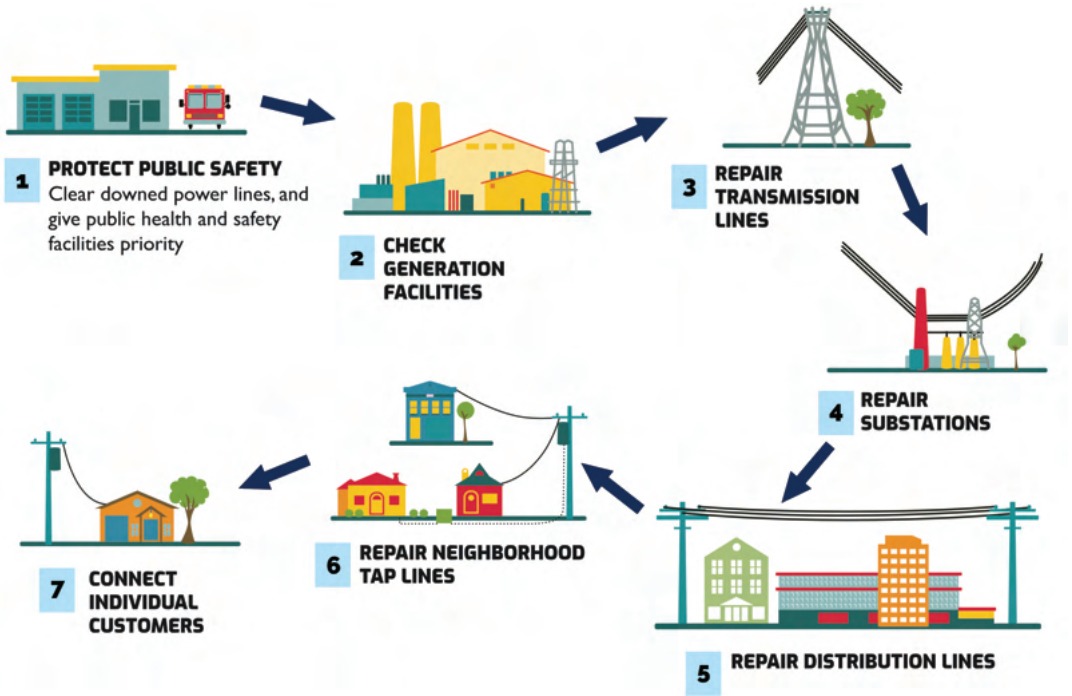 1 PROTECT PUBLIC SAFETY
Clear downed power lines, and
give public health and safety
facilities priority
2 CHECK
GENERATION
FACILITIES
3 REPAIR
TRANSMISSION
LINES
4 REPAIR
SUBSTATIONS
5 REPAIR DISTRIBUTION LINES
6 REPAIR NEIGHBORHOOD
TAP LINES
7 CONNECT
INDIVIDUAL
CUSTOMERS